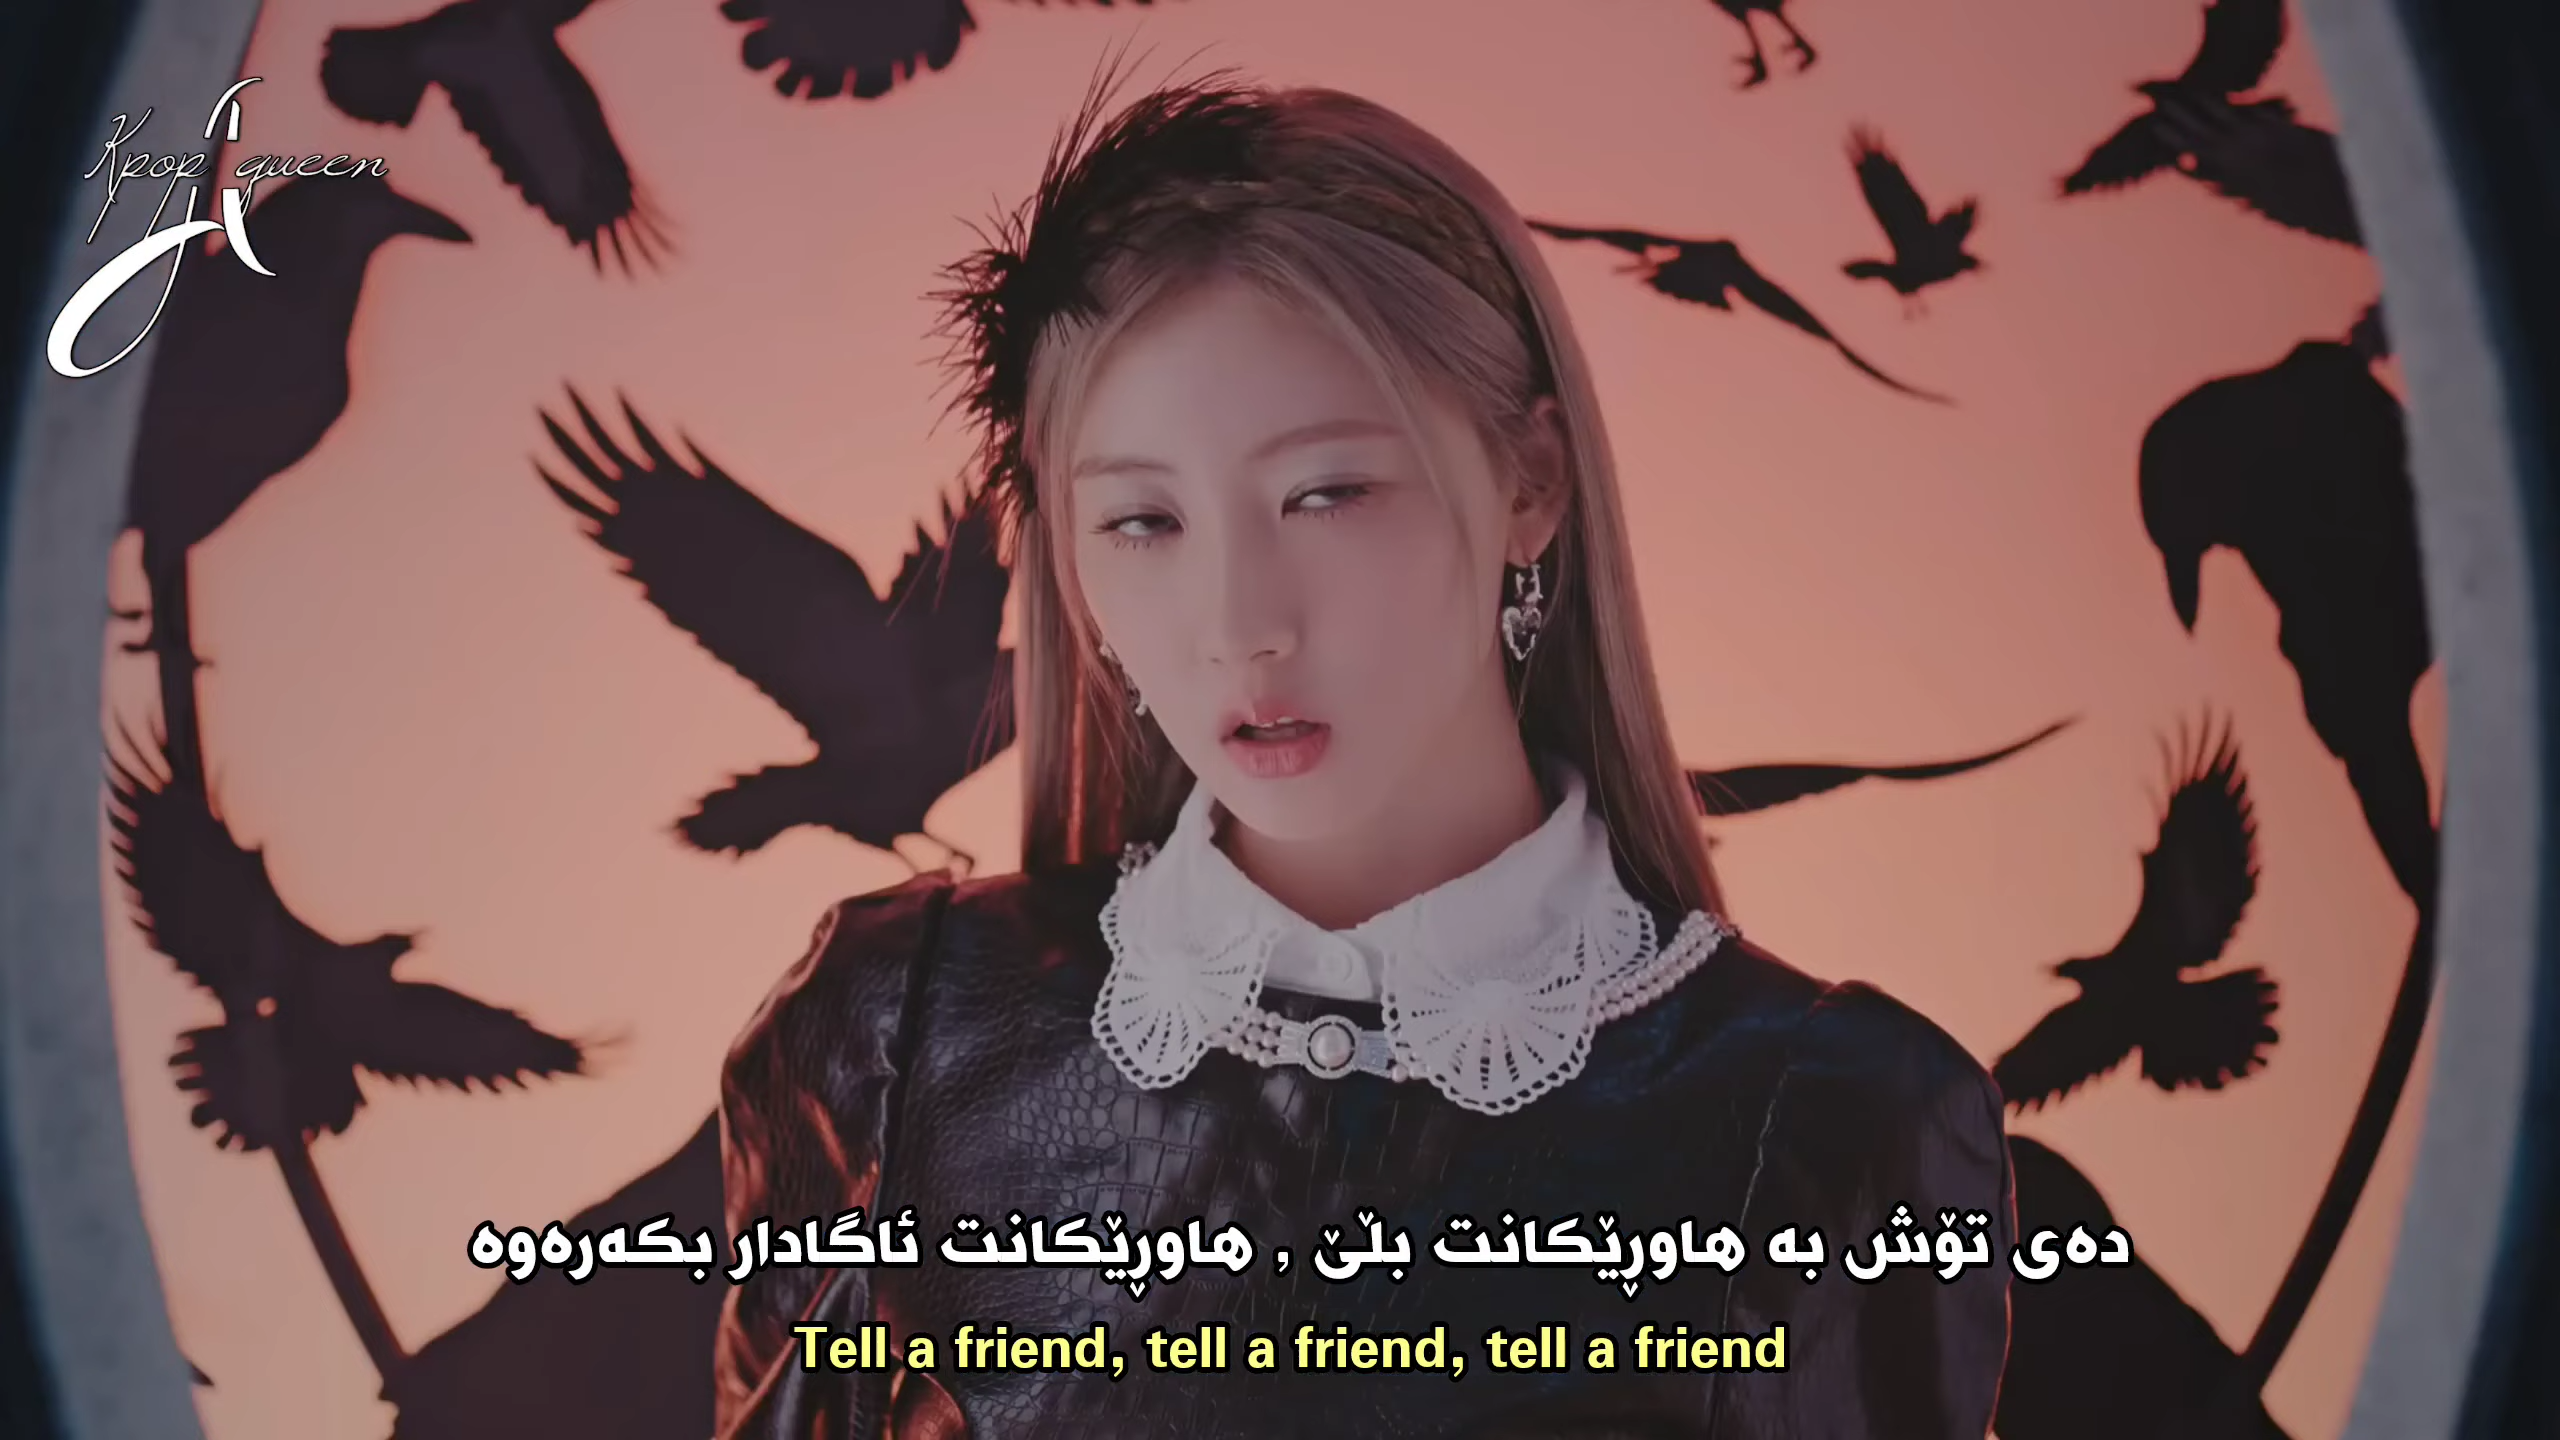 Kpop queen
دەی تۆش بە هاوڕێکانت بڵێ , هاوڕێکانت ئاگادار بکەرەوە
Tell a friend, tell a friend, tell a friend